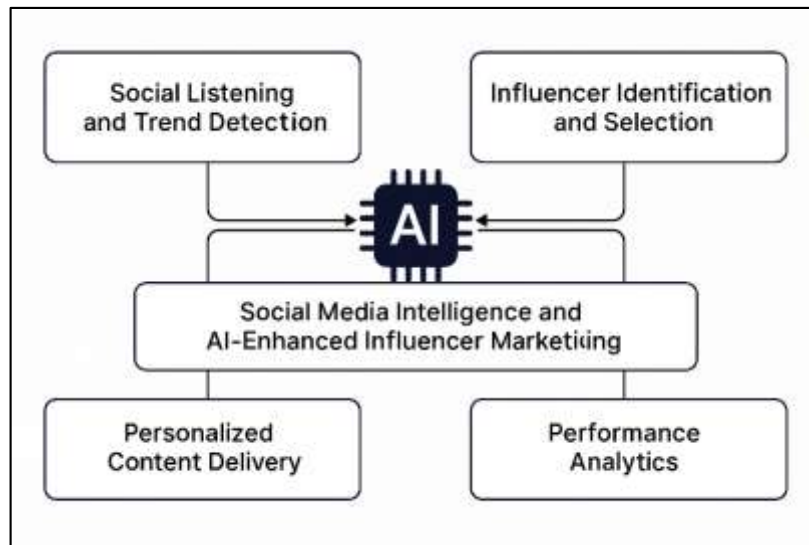 Social Listening
and Trend Detection
Influencer Identification
and Selection
AI
Social Media Intelligence and
AI-Enhanced Influencer Marketiking
Personalized
Content Delivery
Performance
Analytics